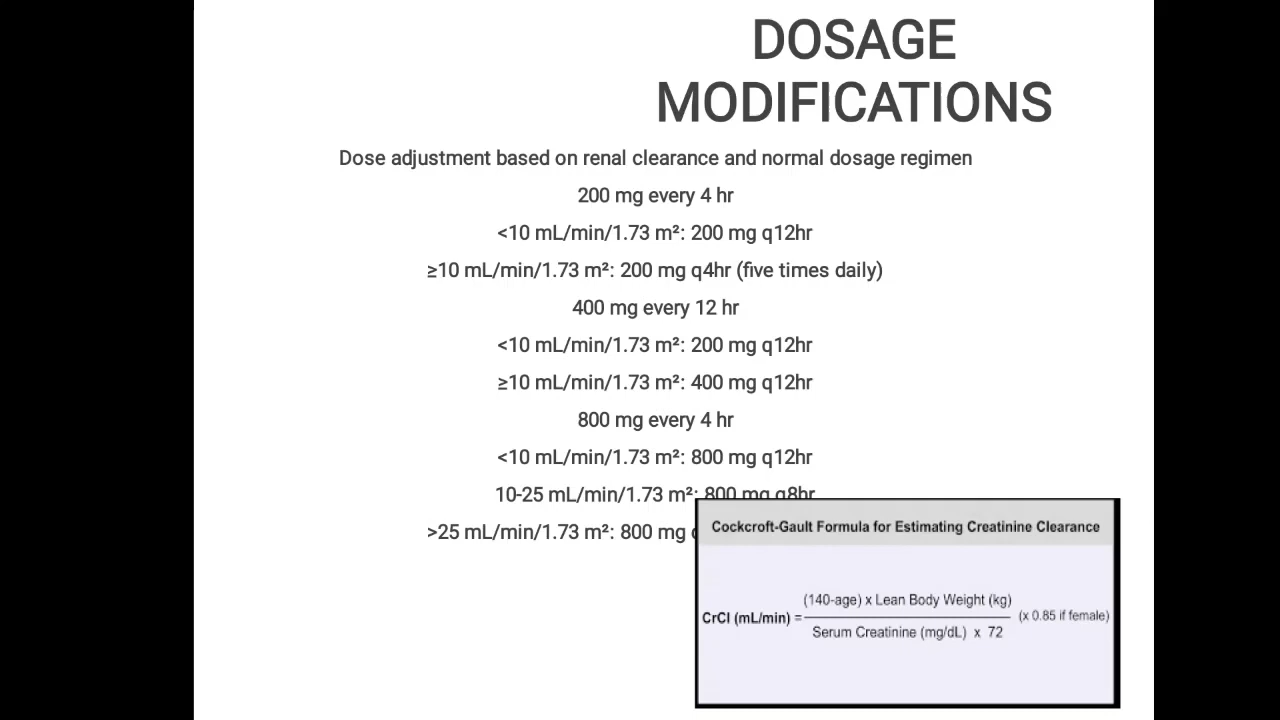 DOSAGE
MODIFICATIONS
Dose adjustment based on renal clearance and normal dosage regimen
200 mg every 4 hr
<10 mL/min/1.73 m²: 200 mg q12hr
≥10 mL/min/1.73 m²: 200 mg q4hr (five times daily)
400 mg every 12 hr
<10 mL/min/1.73 m²: 200 mg q12hr
≥10 mL/min/1.73 m²: 400 mg q12hr
800 mg every 4 hr
<10 mL/min/1.73 m²: 800 mg q12hr
10-25 mL/min/1.73 m²: 800 mg q8hr
>25 mL/min/1.73 m²: 800 mg
Cockcroft-Gault Formula for Estimating Creatinine Clearance
(140-age) x Lean Body Weight (kg)
CrCl (mL/min) = (x 0.85 if female)
Serum Creatinine (mg/dL) x 72